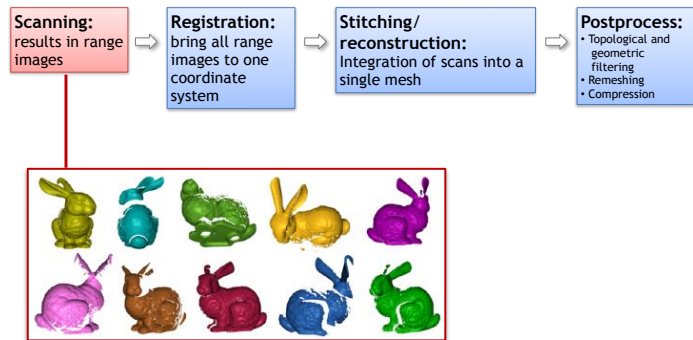 Scanning:
results in range
images
Registration:
bring all range
images to one
coordinate
system
Stitching/
reconstruction:
Integration of scans into a
single mesh
Postprocess:
• Topological and
geometric
filtering
• Remeshing
• Compression